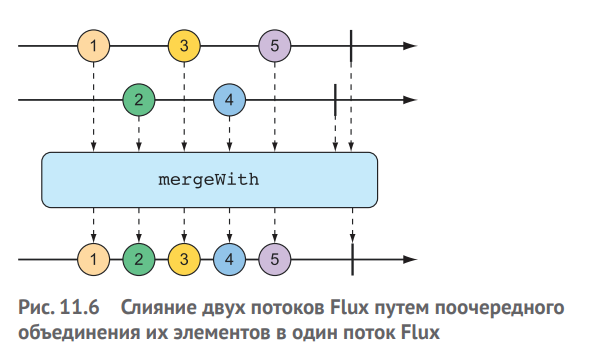 1 3 5
2 4
mergeWith
1 2 3 4 5
Рис. 11.6 Слияние двух потоков Flux путем поочередного
объединения их элементов в один поток Flux